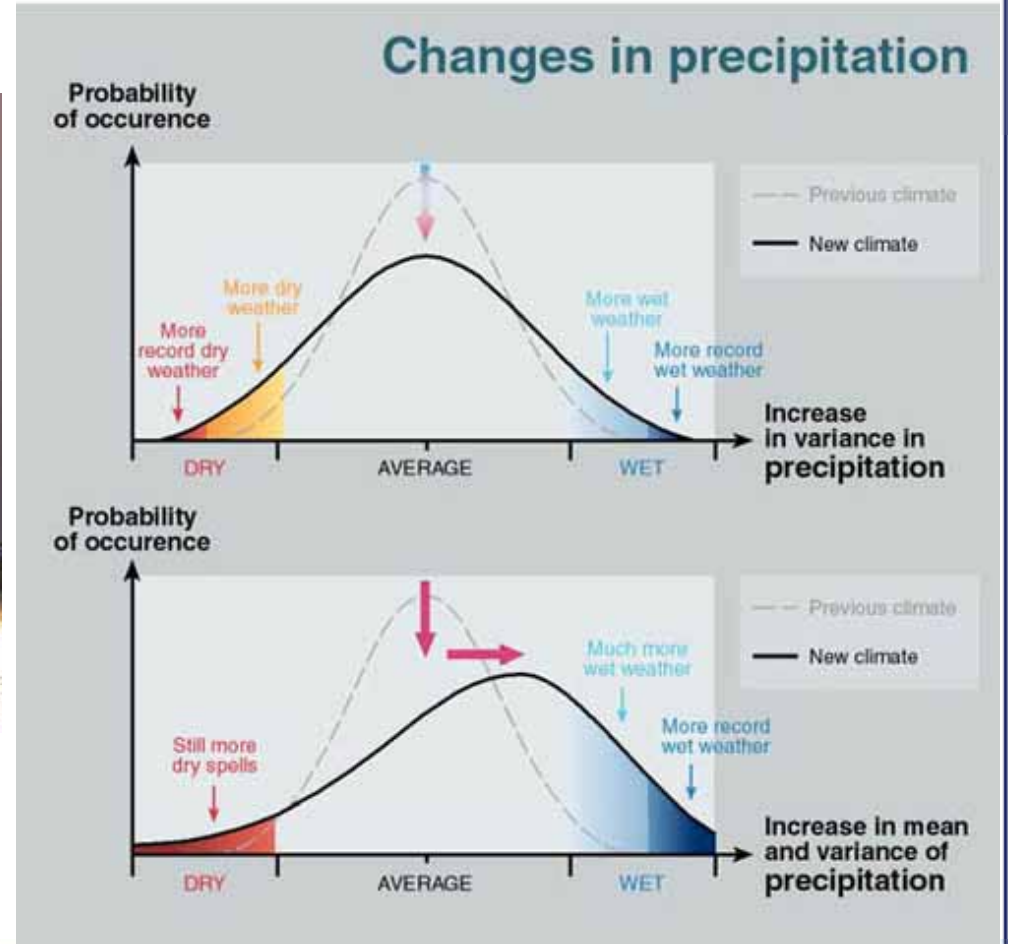 Changes in precipitation
Probability
of occurence
Previous climate
New climate
More dry
weather
More
record dry
weather
More wet
weather
More record
wet weather
Increase
in variance in
precipitation
DRY
AVERAGE
WET
Probability
of occurence
Previous climate
New climate
Much more
wet weather
Still more
dry spells
More record
wet weather
Increase in mean
and variance of
precipitation
DRY
AVERAGE
WET